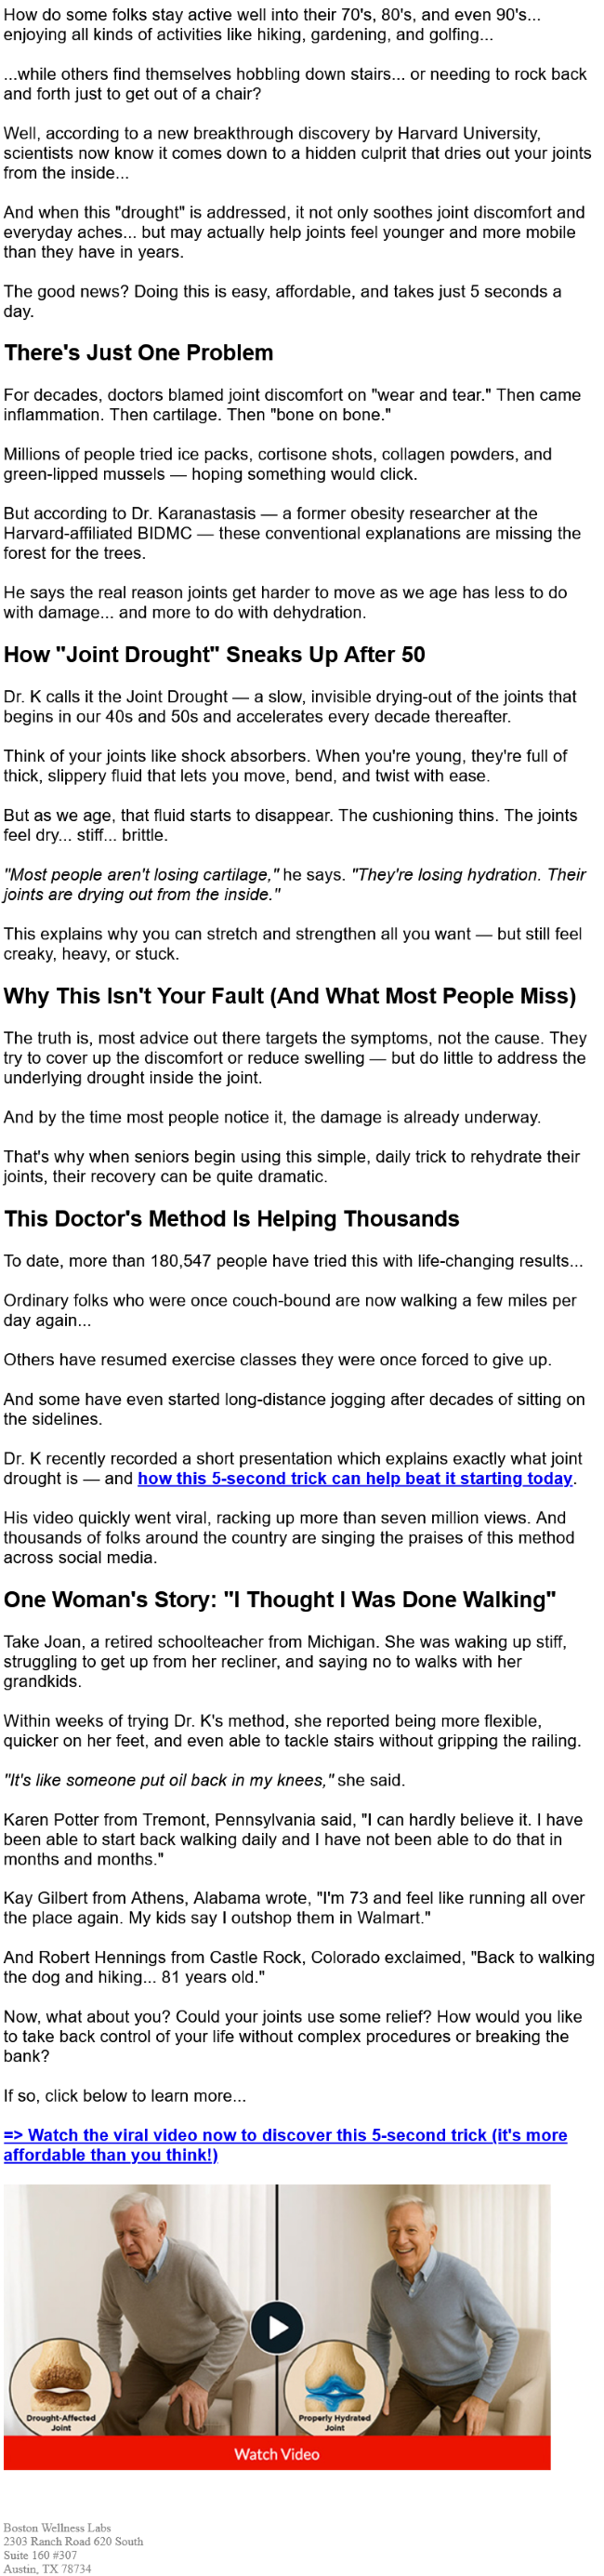 How do some folks stay active well into their 70's, 80's, and even 90's...
enjoying all kinds of activities like hiking, gardening, and golfing...
...while others find themselves hobbling down stairs... or needing to rock back
and forth just to get out of a chair?
Well, according to a new breakthrough discovery by Harvard University,
scientists now know it comes down to a hidden culprit that dries out your joints
from the inside...
And when this "drought" is addressed, it not only soothes joint discomfort and
everyday aches... but may actually help joints feel younger and more mobile
than they have in years.
The good news? Doing this is easy, affordable, and takes just 5 seconds a
day.
There's Just One Problem
For decades, doctors blamed joint discomfort on "wear and tear." Then came
inflammation. Then cartilage. Then "bone on bone."
Millions of people tried ice packs, cortisone shots, collagen powders, and
green-lipped mussels — hoping something would click.
But according to Dr. Karanastasis — a former obesity researcher at the
Harvard-affiliated BIDMC — these conventional explanations are missing the
forest for the trees.
He says the real reason joints get harder to move as we age has less to do
with damage... and more to do with dehydration.
How "Joint Drought" Sneaks Up After 50
Dr. K calls it the Joint Drought — a slow, invisible drying-out of the joints that
begins in our 40s and 50s and accelerates every decade thereafter.
Think of your joints like shock absorbers. When you're young, they're full of
thick, slippery fluid that lets you move, bend, and twist with ease.
But as we age, that fluid starts to disappear. The cushioning thins. The joints
feel dry... stiff... brittle.
"Most people aren't losing cartilage," he says. "They're losing hydration. Their
joints are drying out from the inside."
This explains why you can stretch and strengthen all you want — but still feel
creaky, heavy, or stuck.
Why This Isn't Your Fault (And What Most People Miss)
The truth is, most advice out there targets the symptoms, not the cause. They
try to cover up the discomfort or reduce swelling — but do little to address the
underlying drought inside the joint.
And by the time most people notice it, the damage is already underway.
That's why when seniors begin using this simple, daily trick to rehydrate their
joints, their recovery can be quite dramatic.
This Doctor's Method Is Helping Thousands
To date, more than 180,547 people have tried this with life-changing results...
Ordinary folks who were once couch-bound are now walking a few miles per
day again...
Others have resumed exercise classes they were once forced to give up.
And some have even started long-distance jogging after decades of sitting on
the sidelines.
Dr. K recently recorded a short presentation which explains exactly what joint
drought is — and how this 5-second trick can help beat it starting today.
His video quickly went viral, racking up more than seven million views. And
thousands of folks around the country are singing the praises of this method
across social media.
One Woman's Story: "I Thought I Was Done Walking"
Take Joan, a retired schoolteacher from Michigan. She was waking up stiff,
struggling to get up from her recliner, and saying no to walks with her
grandkids.
Within weeks of trying Dr. K's method, she reported being more flexible,
quicker on her feet, and even able to tackle stairs without gripping the railing.
"It's like someone put oil back in my knees," she said.
Karen Potter from Tremont, Pennsylvania said, "I can hardly believe it. I have
been able to start back walking daily and I have not been able to do that in
months and months."
Kay Gilbert from Athens, Alabama wrote, "I'm 73 and feel like running all over
the place again. My kids say I outshop them in Walmart."
And Robert Hennings from Castle Rock, Colorado exclaimed, "Back to walking
the dog and hiking... 81 years old."
Now, what about you? Could your joints use some relief? How would you like
to take back control of your life without complex procedures or breaking the
bank?
If so, click below to learn more...
=> Watch the viral video now to discover this 5-second trick (it's more
affordable than you think!)
Drought-Affected
Joint
Properly Hydrated
Joint
Watch Video
Boston Wellness Labs
2303 Ranch Road 620 South
Suite 160 #307
Austin, TX 78734